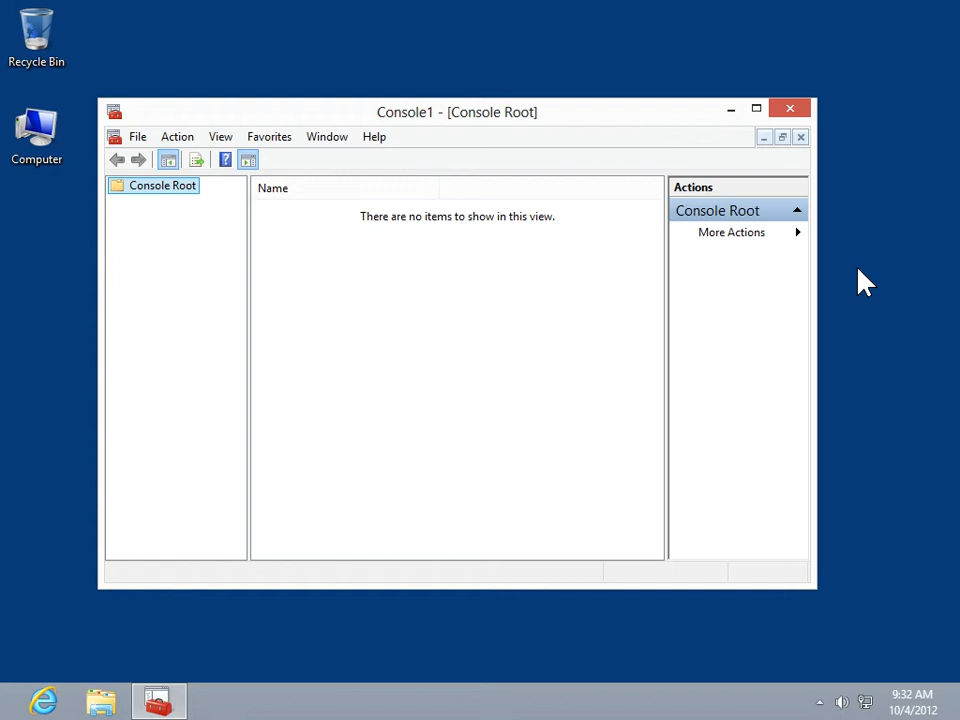 Recycle Bin
Computer
Console1 - [Console Root]
File Action View Favorites Window Help
Console Root
Name
There are no items to show in this view.
Actions
Console Root
More Actions
9:32 AM
10/4/2012